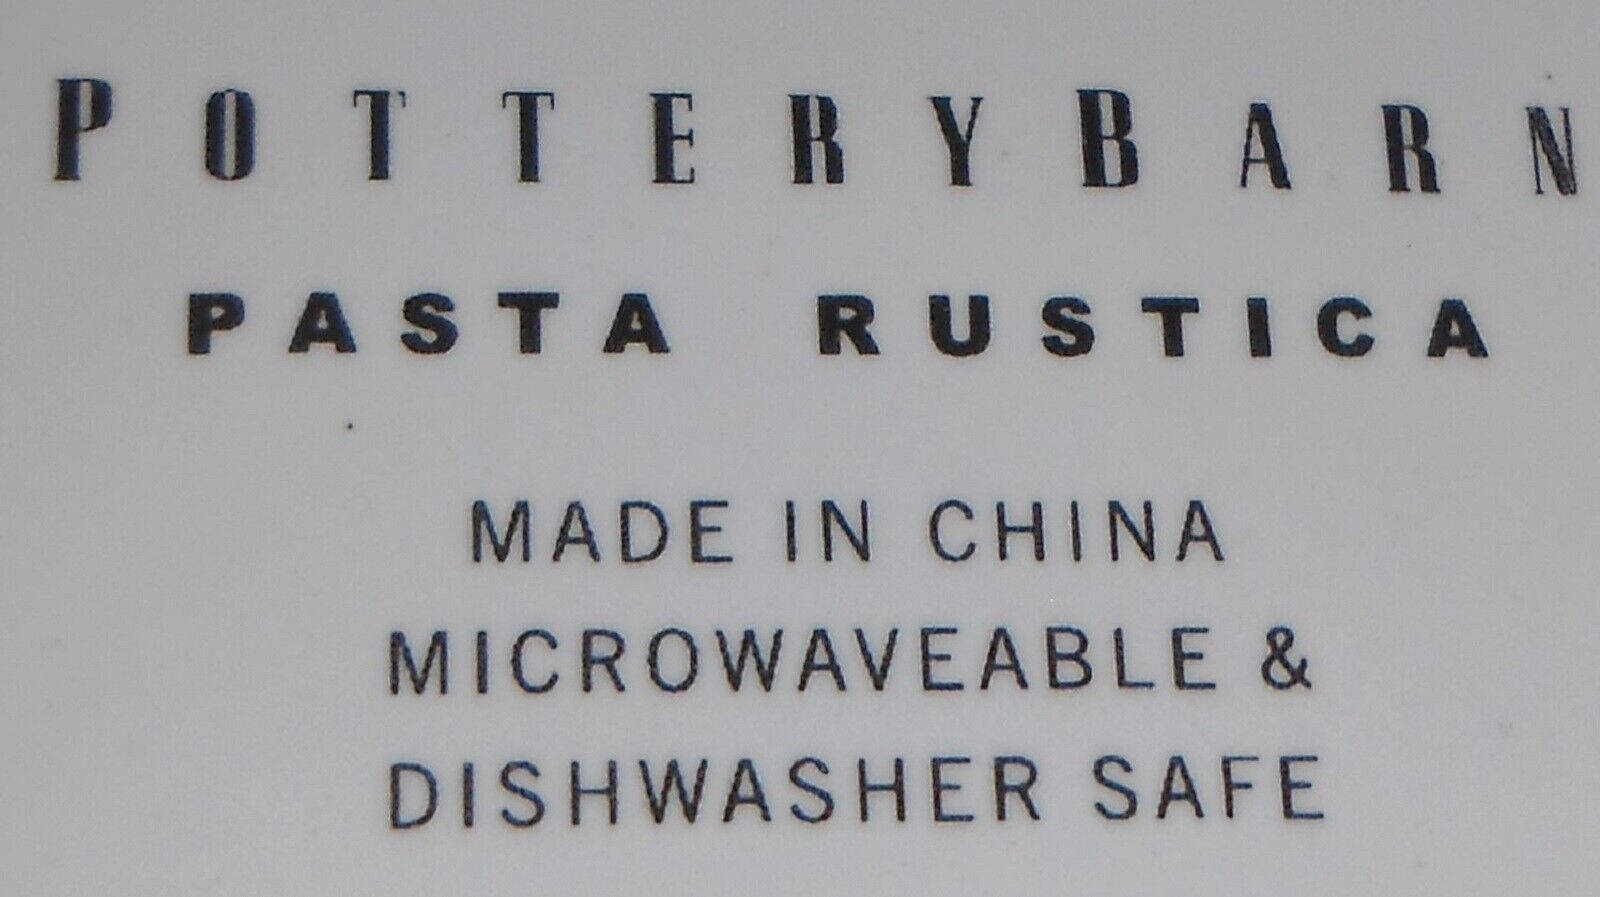 POTTERYBARN
PASTA RUSTICA
MADE IN CHINA
MICROWAVEABLE &
DISHWASHER SAFE